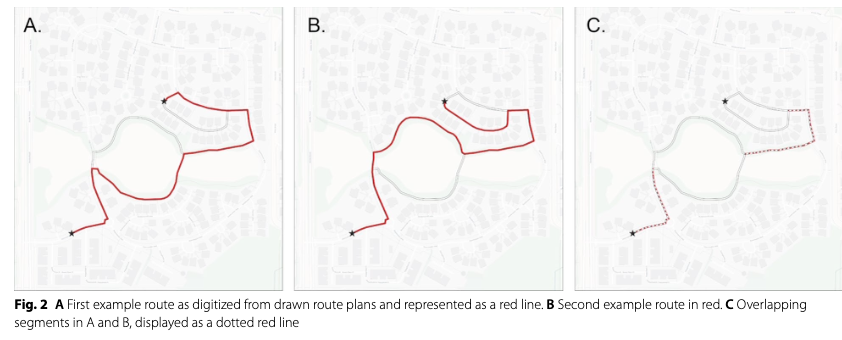 A.
B.
C.
Fig. 2 A First example route as digitized from drawn route plans and represented as a red line. B Second example route in red. C Overlapping
segments in A and B, displayed as a dotted red line